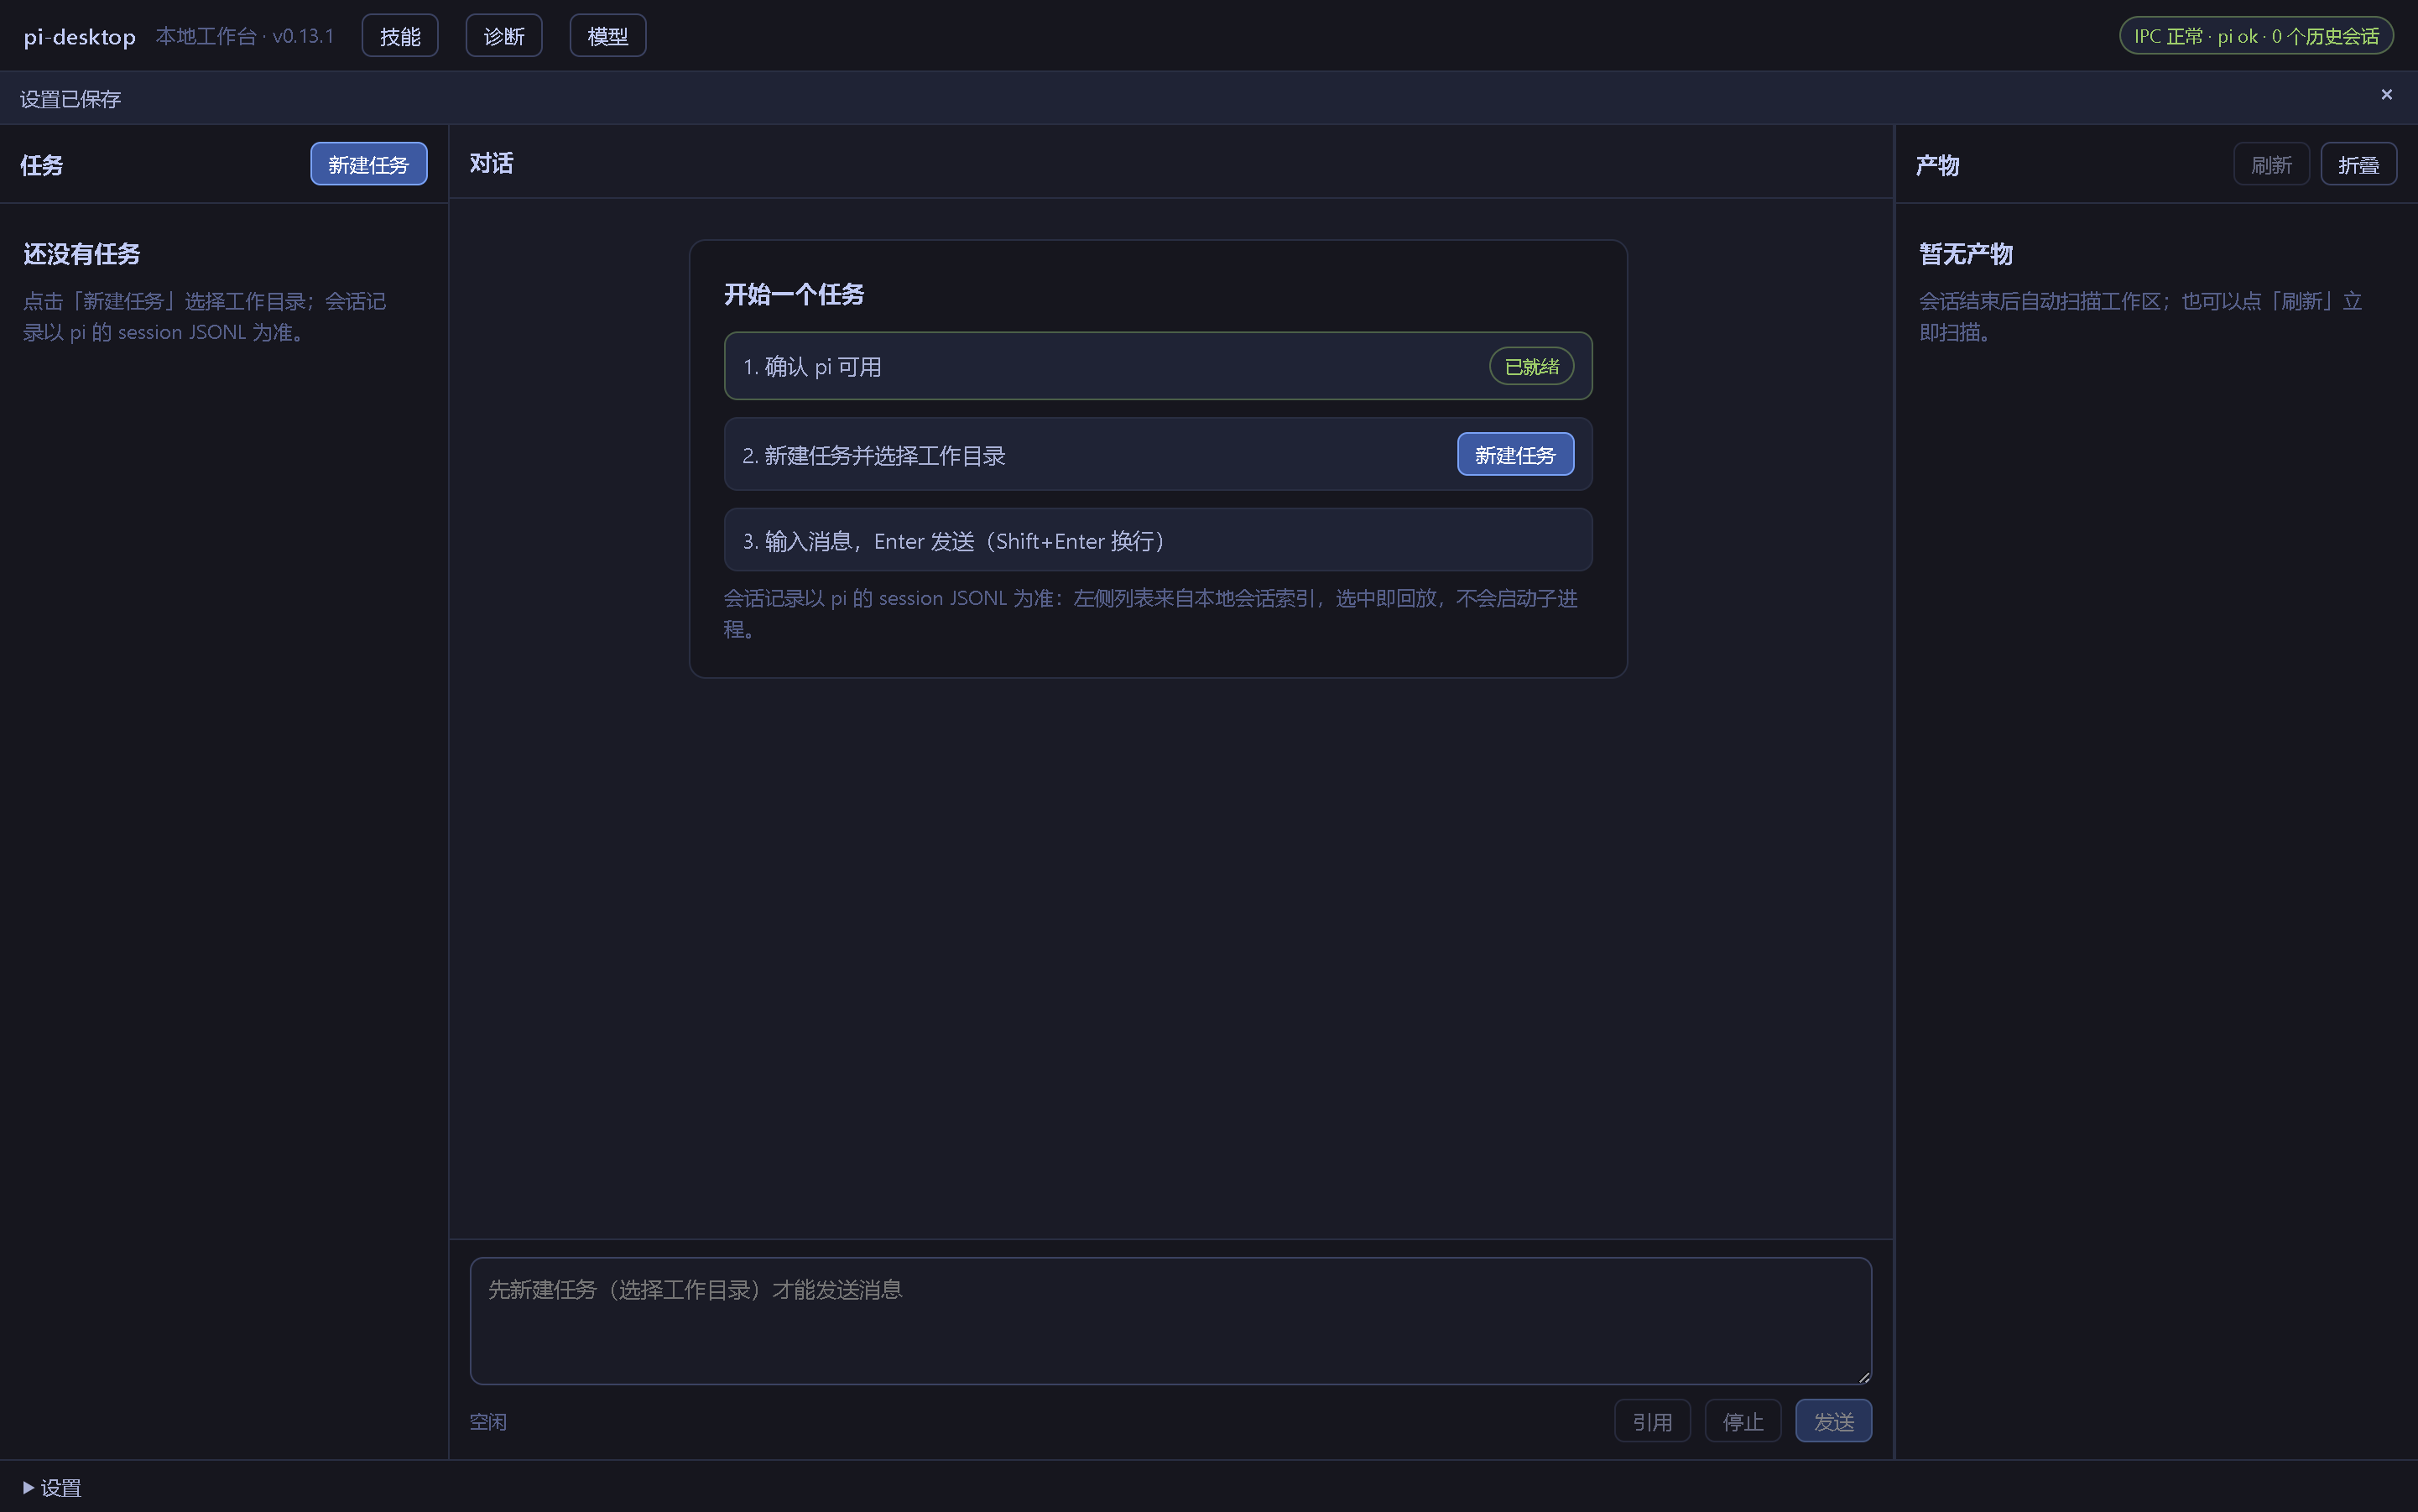 pi-desktop 本地工作台 · v0.13.1 技能 诊断 模型 IPC 正常 · pi ok · 0 个历史会话
设置已保存 ×
任务 新建任务
还没有任务
点击「新建任务」选择工作目录；会话记
录以 pi 的 session JSONL 为准。
对话
开始一个任务
1. 确认 pi 可用 已就绪
2. 新建任务并选择工作目录 新建任务
3. 输入消息，Enter 发送（Shift+Enter 换行）
会话记录以 pi 的 session JSONL 为准：左侧列表来自本地会话索引，选中即回放，不会启动子进
程。
先新建任务（选择工作目录）才能发送消息
空闲 引用 停止 发送
产物 刷新 折叠
暂无产物
会话结束后自动扫描工作区；也可以点「刷新」立
即扫描。
▶ 设置